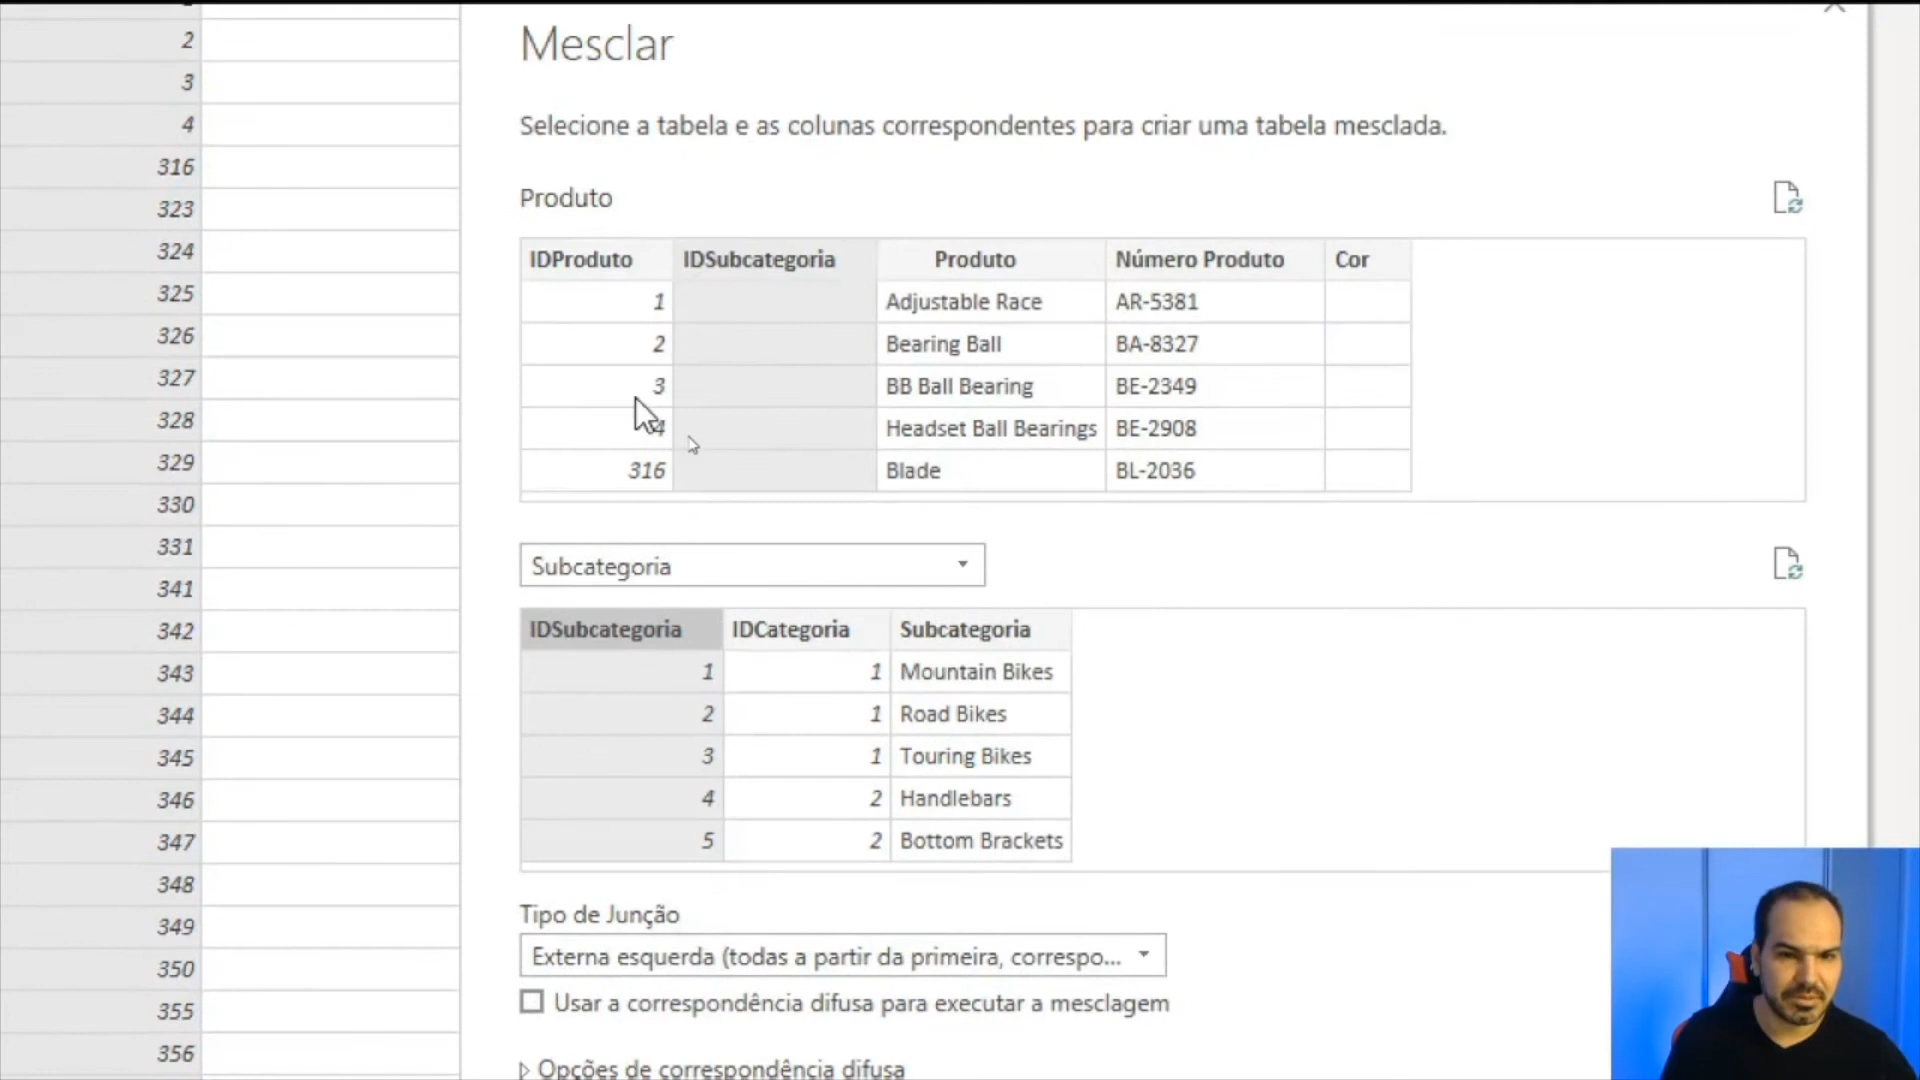 2
3
4
316
323
324
325
326
327
328
329
330
331
341
342
343
344
345
346
347
348
349
350
355
356
Mesclar
Selecione a tabela e as colunas correspondentes para criar uma tabela mesclada.
Produto
IDProduto IDSubcategoria Produto Número Produto Cor
1 Adjustable Race AR-5381
2 Bearing Ball BA-8327
3 BB Ball Bearing BE-2349
4 Headset Ball Bearings BE-2908
316 Blade BL-2036
Subcategoria
IDSubcategoria IDCategoria Subcategoria
1 1 Mountain Bikes
2 1 Road Bikes
3 1 Touring Bikes
4 2 Handlebars
5 2 Bottom Brackets
Tipo de Junção
Externa esquerda (todas a partir da primeira, correspo...
Usar a correspondência difusa para executar a mesclagem
Opções de correspondência difusa